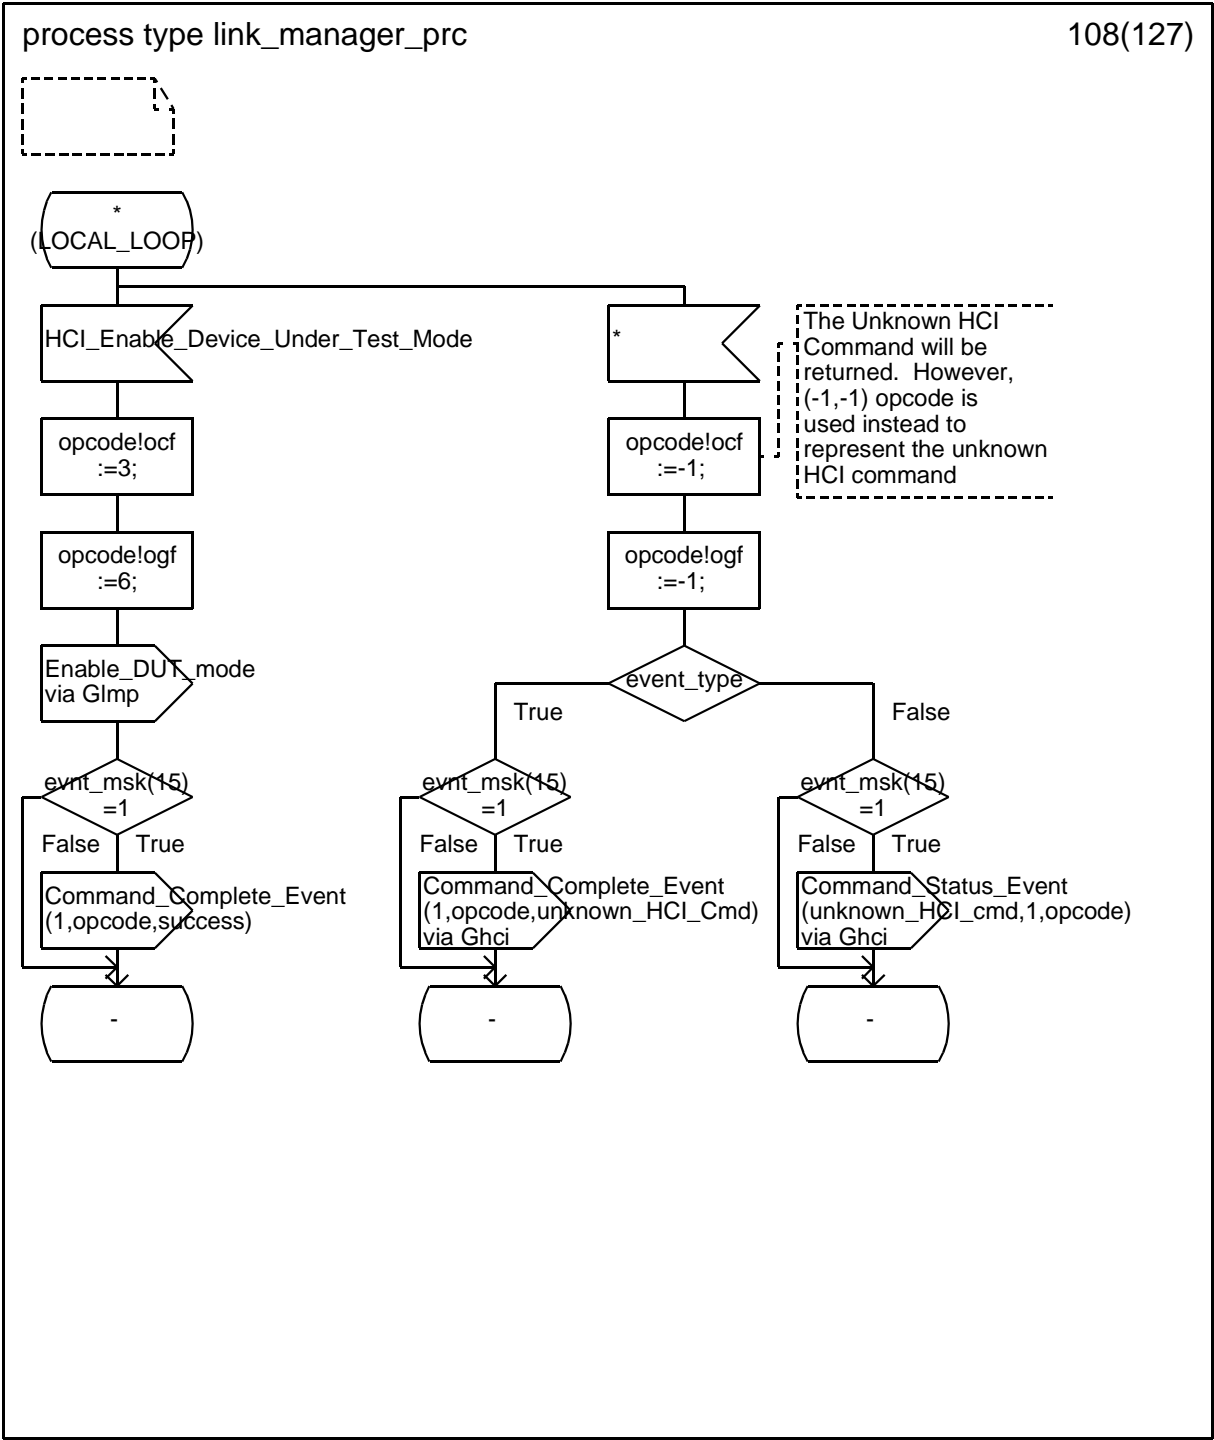 process type link_manager_prc
108(127)
*
(LOCAL_LOOP)
HCI_Enable_Device_Under_Test_Mode
opcode!ocf
:=3;
opcode!ogf
:=6;
Enable_DUT_mode
via Glmp
evnt_msk(15)
=1
False
True
Command_Complete_Event
(1,opcode,success)
-
*
The Unknown HCI
Command will be
returned.  However,
(-1,-1) opcode is
used instead to
represent the unknown
HCI command
opcode!ocf
:=-1;
opcode!ogf
:=-1;
event_type
True
False
evnt_msk(15)
=1
False
True
Command_Complete_Event
(1,opcode,unknown_HCI_Cmd)
via Ghci
-
evnt_msk(15)
=1
False
True
Command_Status_Event
(unknown_HCI_cmd,1,opcode)
via Ghci
-